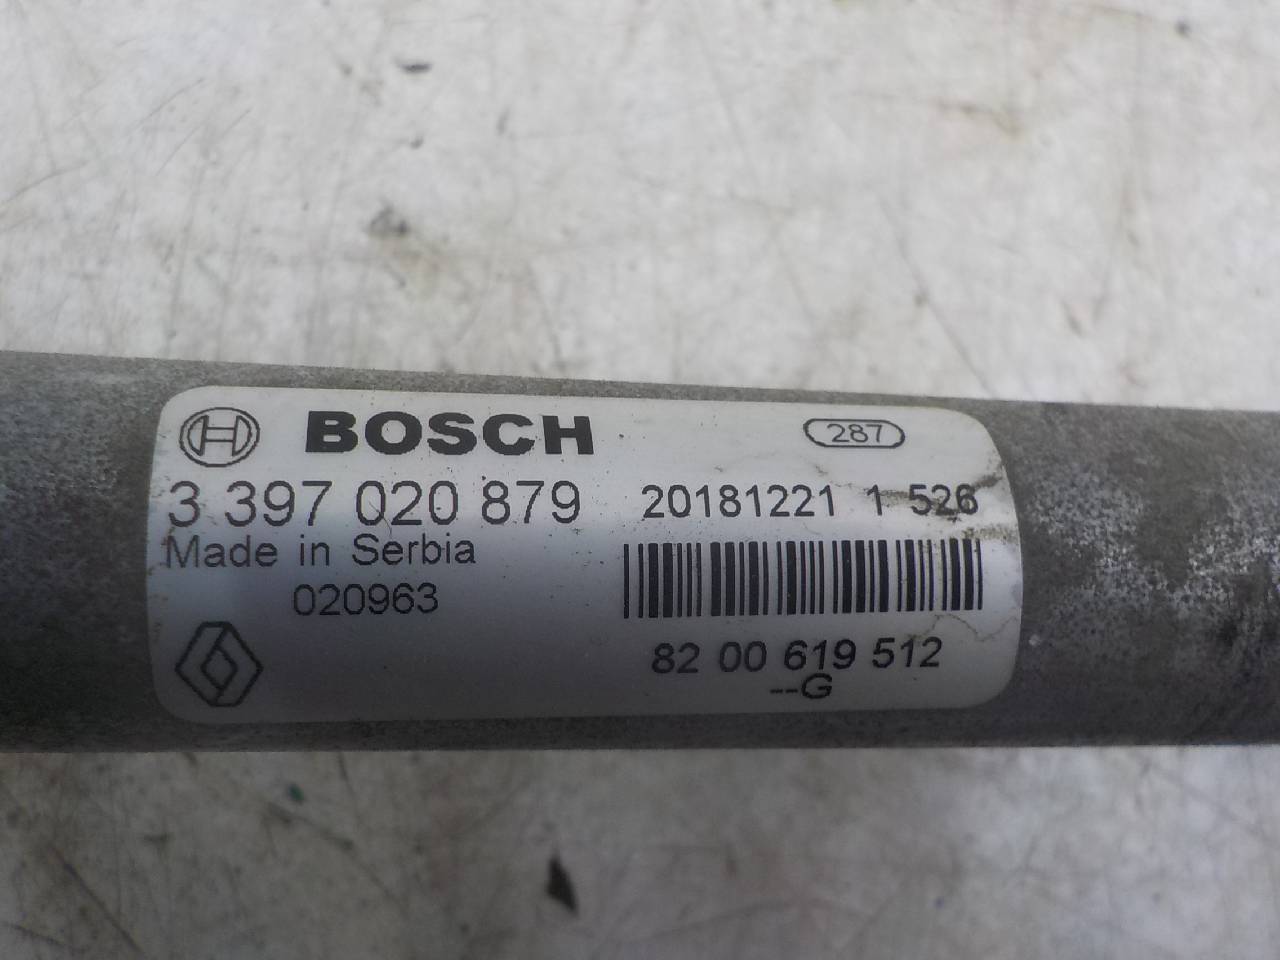 BOSCH
287
3 397 020 879
20181221 1 526
Made in Serbia
020963
82 00 619 512
--G